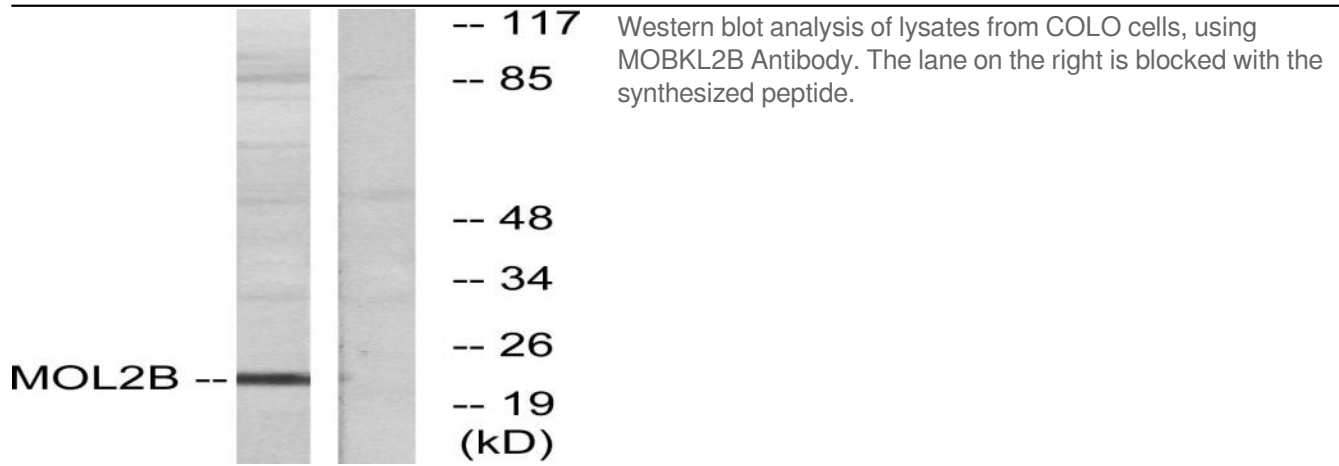 -- 117
-- 85
-- 48
-- 34
-- 26
MOL2B --
-- 19
(kD)
Western blot analysis of lysates from COLO cells, using
MOBKL2B Antibody. The lane on the right is blocked with the
synthesized peptide.